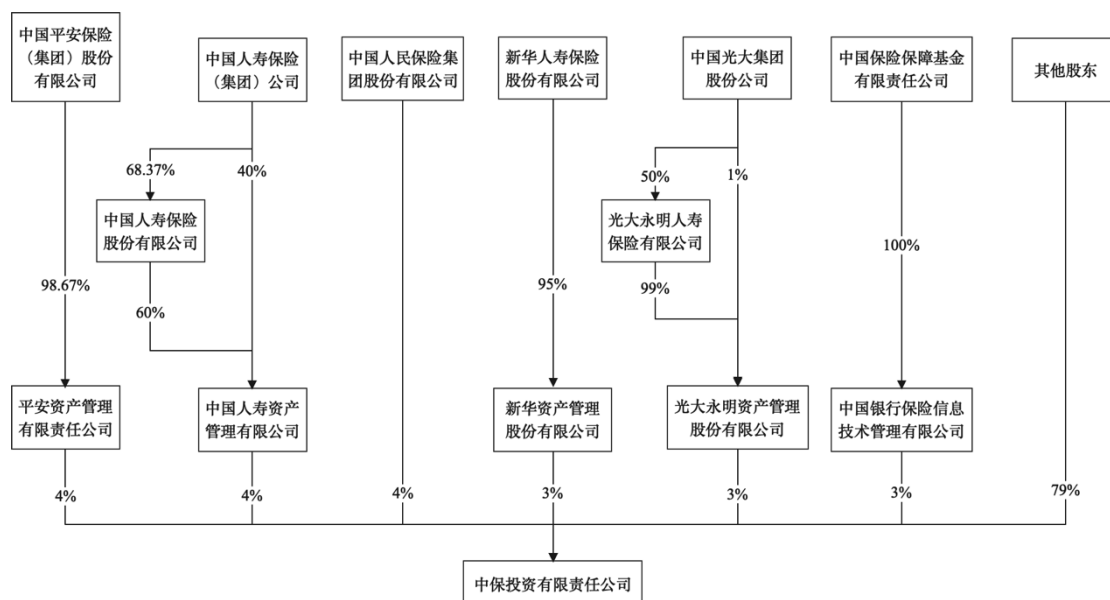 中国平安保险
（集团）股份
有限公司
中国人寿保险
（集团）公司
中国人民保险集
团股份有限公司
新华人寿保险
股份有限公司
中国光大集团
股份公司
中国保险保障基金
有限责任公司
其他股东
68.37%
40%
50%
1%
中国人寿保险
股份有限公司
光大永明人寿
保险有限公司
100%
98.67%
95%
99%
60%
平安资产管理
有限责任公司
中国人寿资产
管理有限公司
新华资产管理
股份有限公司
光大永明资产管理
股份有限公司
中国银行保险信息
技术管理有限公司
4%
4%
4%
3%
3%
3%
79%
中保投资有限责任公司